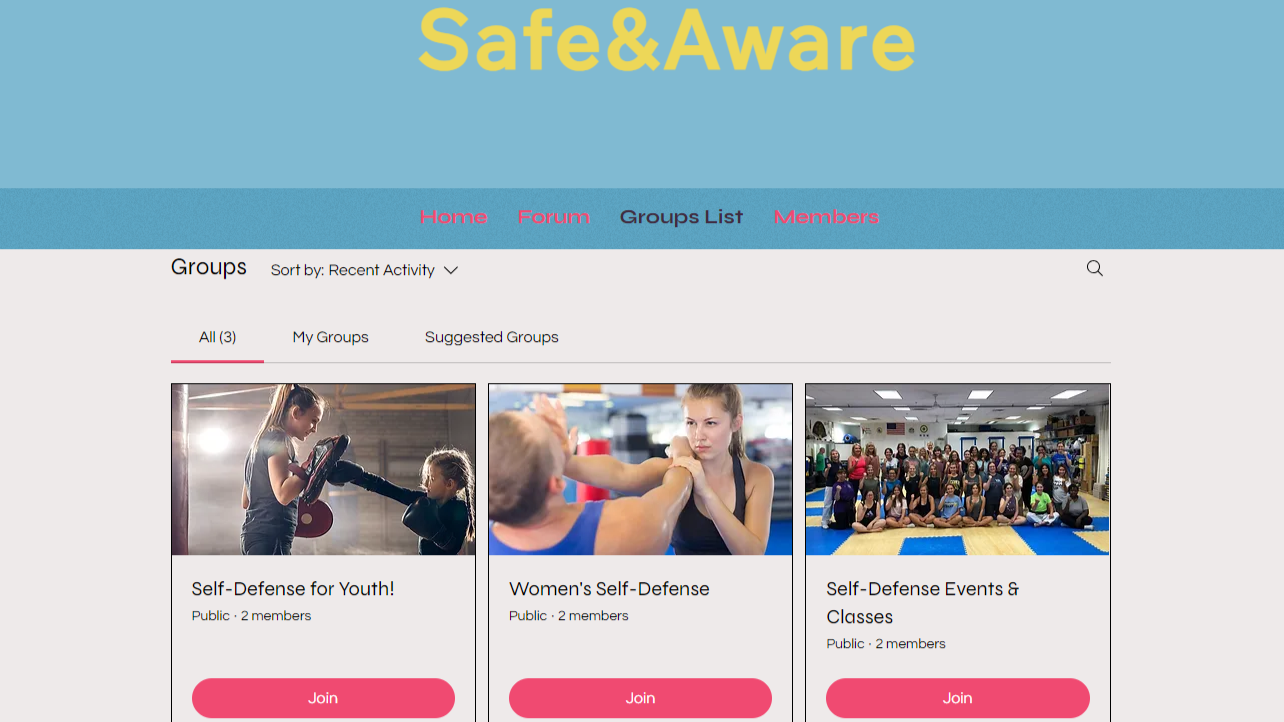 Safe&Aware
Home Forum Groups List Members
Groups Sort by: Recent Activity
All (3) My Groups Suggested Groups
Self-Defense for Youth!
Public · 2 members
Join
Women's Self-Defense
Public · 2 members
Join
Self-Defense Events &
Classes
Public · 2 members
Join